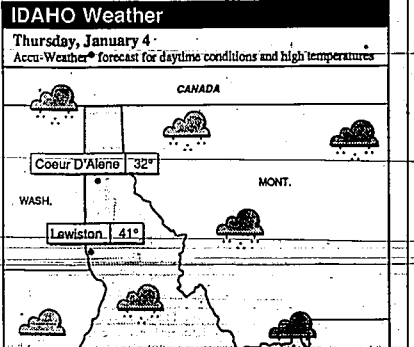 IDAHO Weather
Thursday, January 4
Accu-Weather® forecast for daytime conditions and high temperatures
CANADA
Coeur D'Alene 32°
MONT.
WASH.
Lewiston 41°